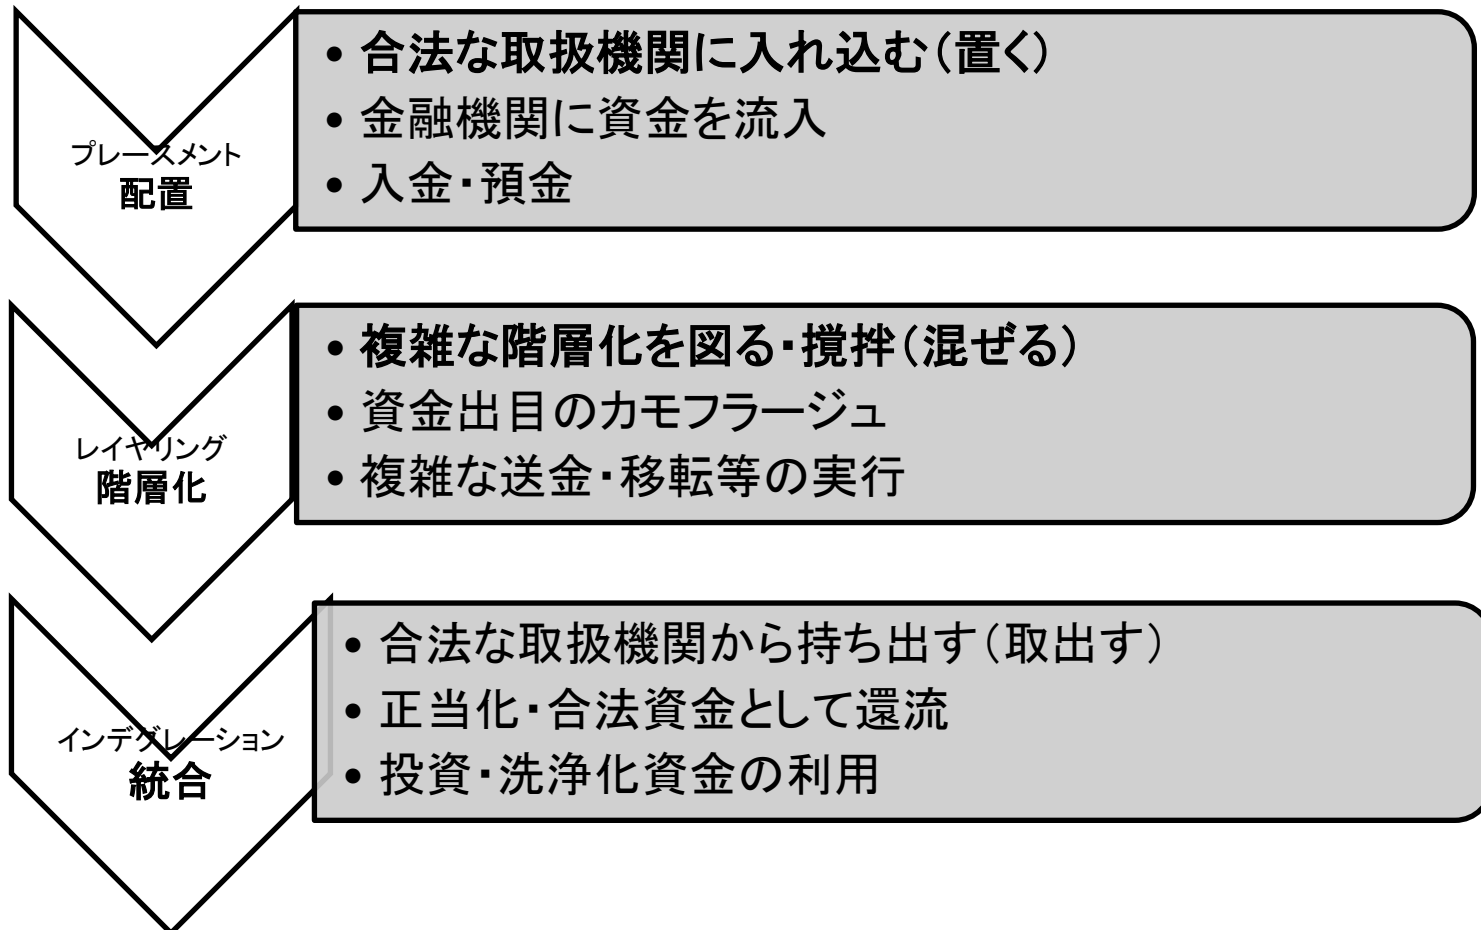 プレースメント
配置
• 合法な取扱機関に入れ込む(置く)
• 金融機関に資金を流入
• 入金・預金
レイヤリング
階層化
• 複雑な階層化を図る・撹拌(混ぜる)
• 資金出目のカモフラージュ
• 複雑な送金・移転等の実行
インデグレーション
統合
• 合法な取扱機関から持ち出す(取出す)
• 正当化・合法資金として還流
• 投資・洗浄化資金の利用